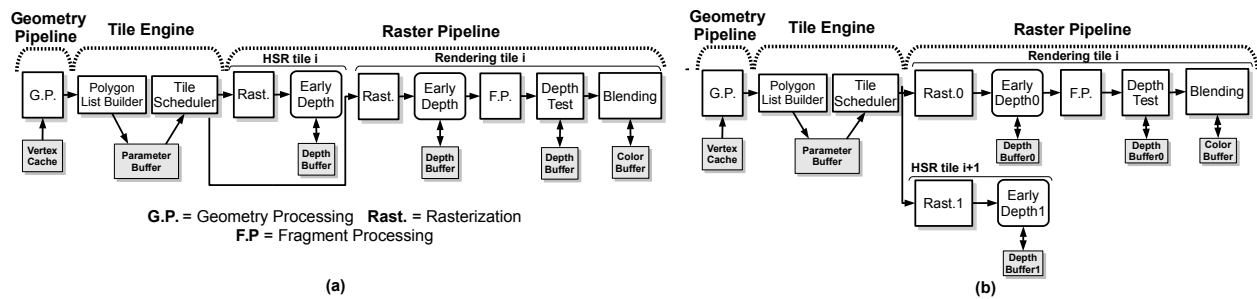 Geometry
Pipeline
Tile Engine
Raster Pipeline
HSR tile i
Rendering tile i
G.P.
Polygon
List Builder
Tile
Scheduler
Rast.
Early
Depth
Rast.
Early
Depth
F.P.
Depth
Test
Blending
Vertex
Cache
Parameter
Buffer
Depth
Buffer
Depth
Buffer
Depth
Buffer
Color
Buffer
G.P. = Geometry Processing Rast. = Rasterization
F.P = Fragment Processing
(a)
Geometry
Pipeline
Tile Engine
Raster Pipeline
Rendering tile i
G.P.
Polygon
List Builder
Tile
Scheduler
Rast.0
Early
Depth0
F.P.
Depth
Test
Blending
Vertex
Cache
Parameter
Buffer
Depth
Buffer0
Depth
Buffer0
Color
Buffer
HSR tile i+1
Rast.1
Early
Depth1
Depth
Buffer1
(b)